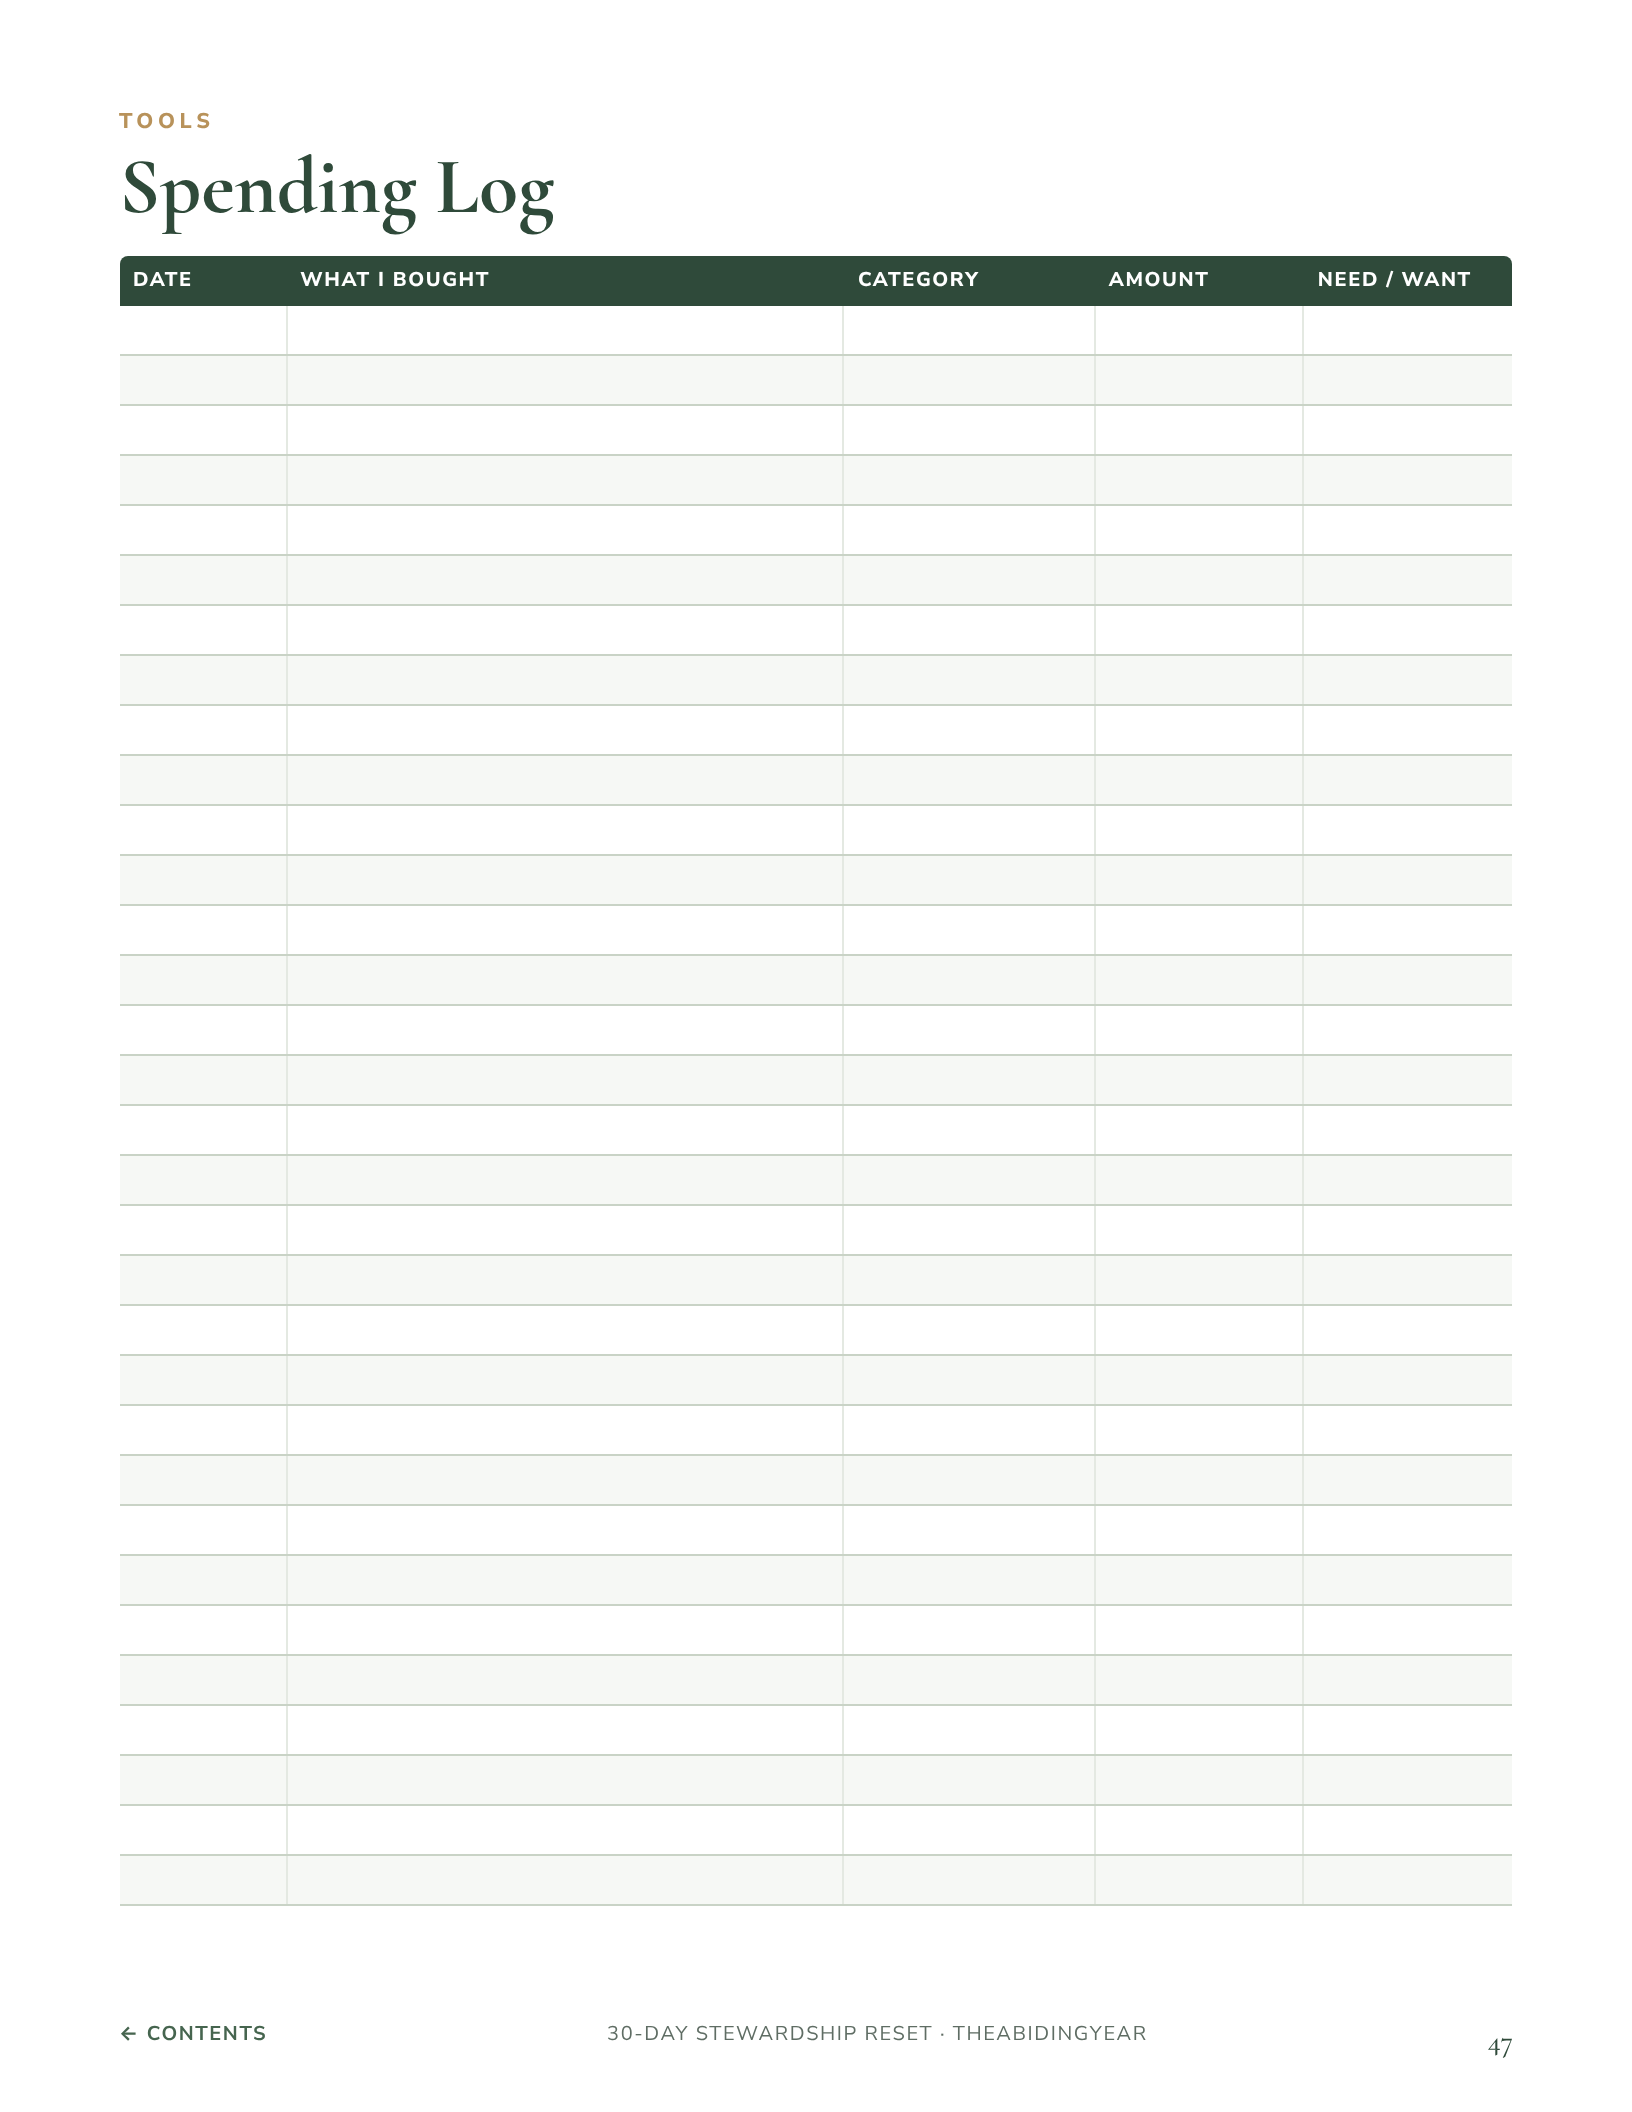 TOOLS
Spending Log
DATE WHAT I BOUGHT CATEGORY AMOUNT NEED / WANT
← CONTENTS 30-DAY STEWARDSHIP RESET · THEABIDINGYEAR 47